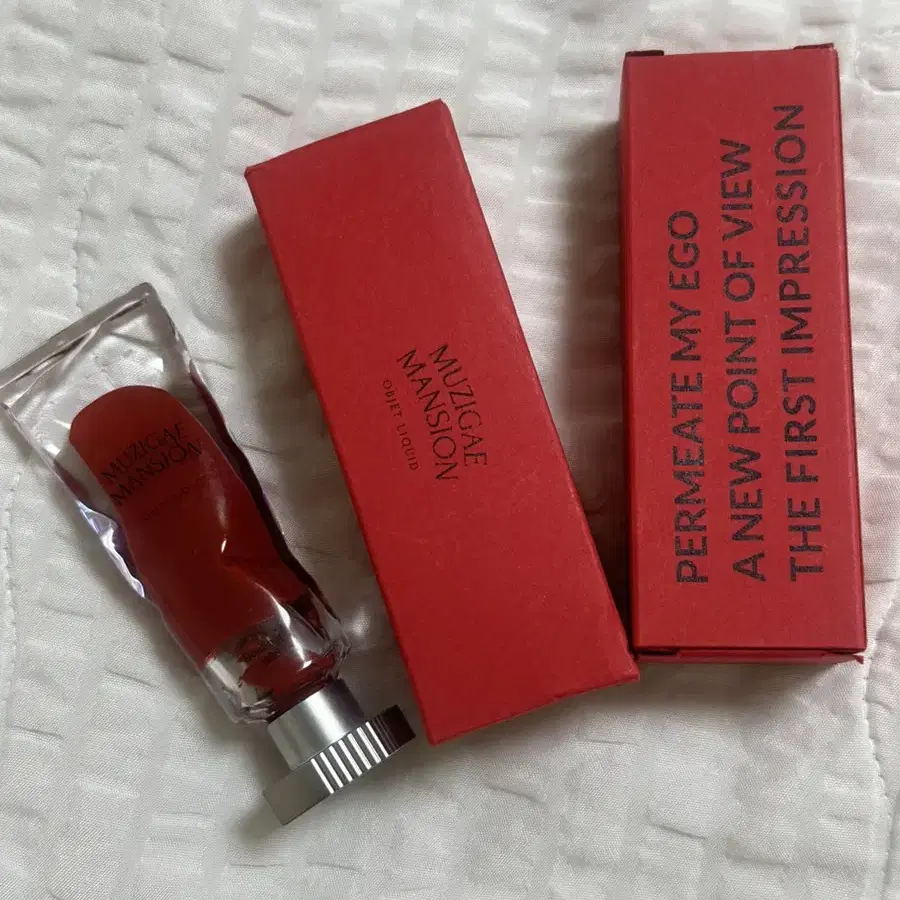 MUZIGAE
MANSION
MUZIGAE
MANSION
OBJET LIQUID
PERMEATE MY EGO
A NEW POINT OF VIEW
THE FIRST IMPRESSION